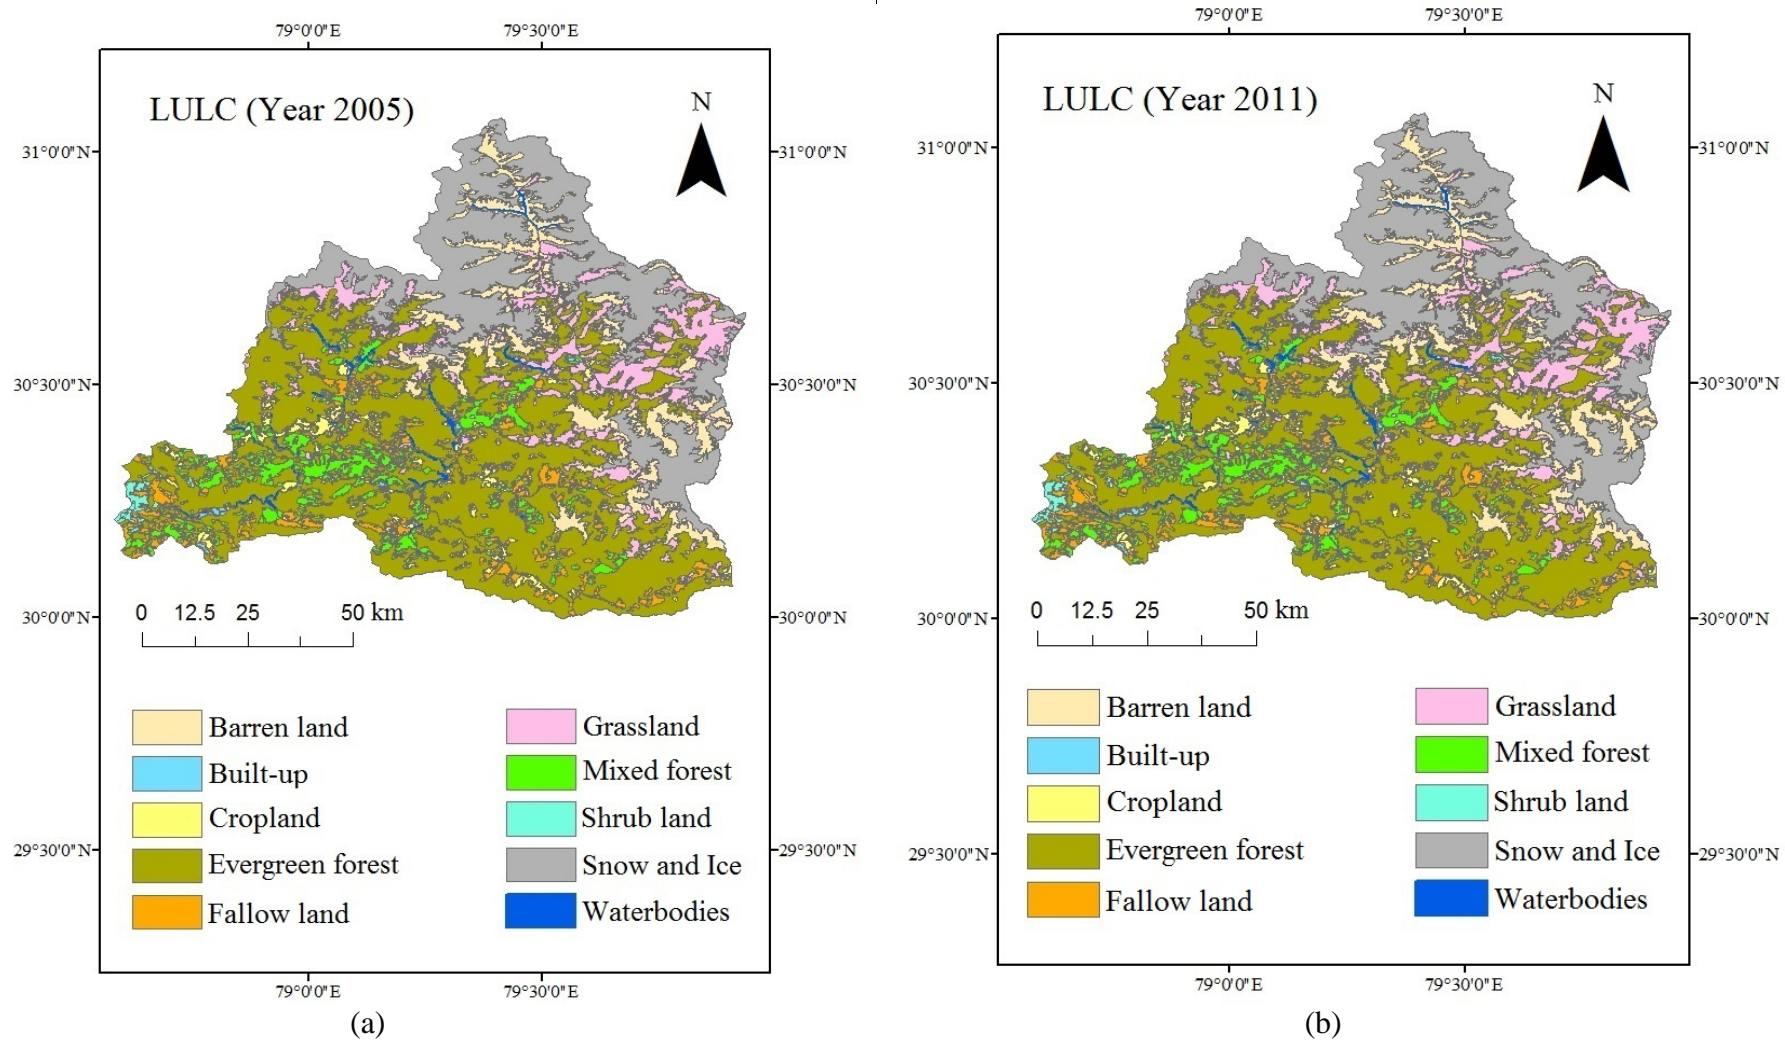 79°0'0"E 79°30'0"E
LULC (Year 2005)
N
31°0'0"N 31°0'0"N
30°30'0"N 30°30'0"N
0 12.5 25 50 km
30°0'0"N 30°0'0"N
Barren land Grassland
Built-up Mixed forest
Cropland Shrub land
29°30'0"N 29°30'0"N
Evergreen forest Snow and Ice
Fallow land Waterbodies
79°0'0"E 79°30'0"E
(a)
79°0'0"E 79°30'0"E
LULC (Year 2011)
N
31°0'0"N 31°0'0"N
30°30'0"N 30°30'0"N
0 12.5 25 50 km
30°0'0"N 30°0'0"N
Barren land Grassland
Built-up Mixed forest
Cropland Shrub land
Evergreen forest Snow and Ice
29°30'0"N 29°30'0"N
Fallow land Waterbodies
79°0'0"E 79°30'0"E
(b)